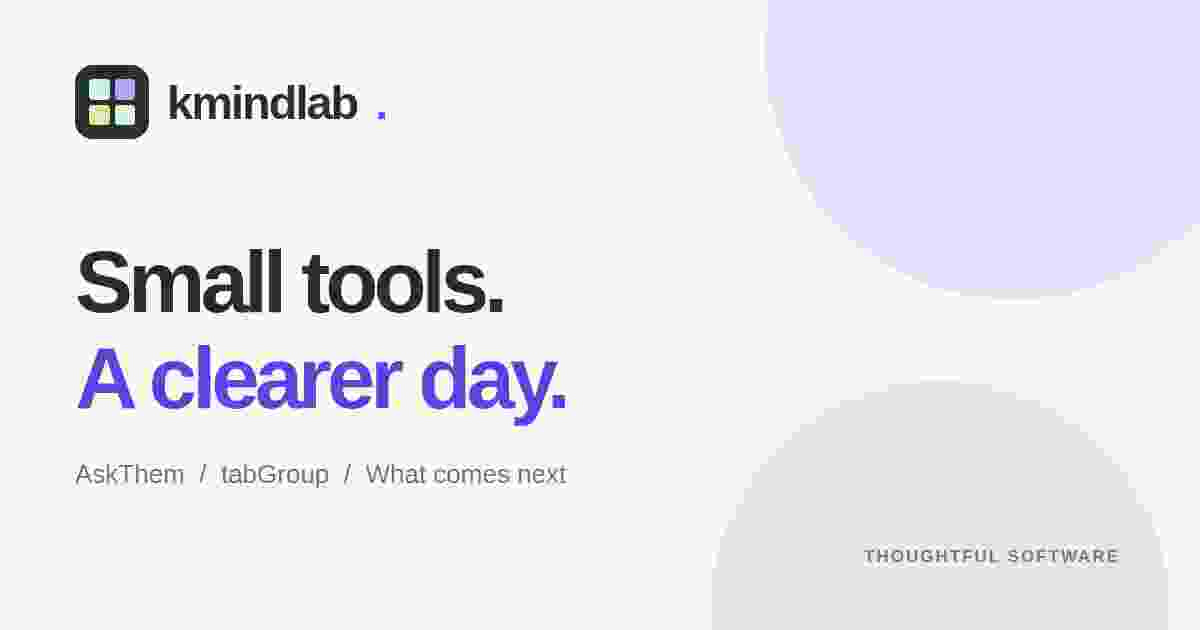 kmindlab .
Small tools.
A clearer day.
AskThem / tabGroup / What comes next
THOUGHTFUL SOFTWARE